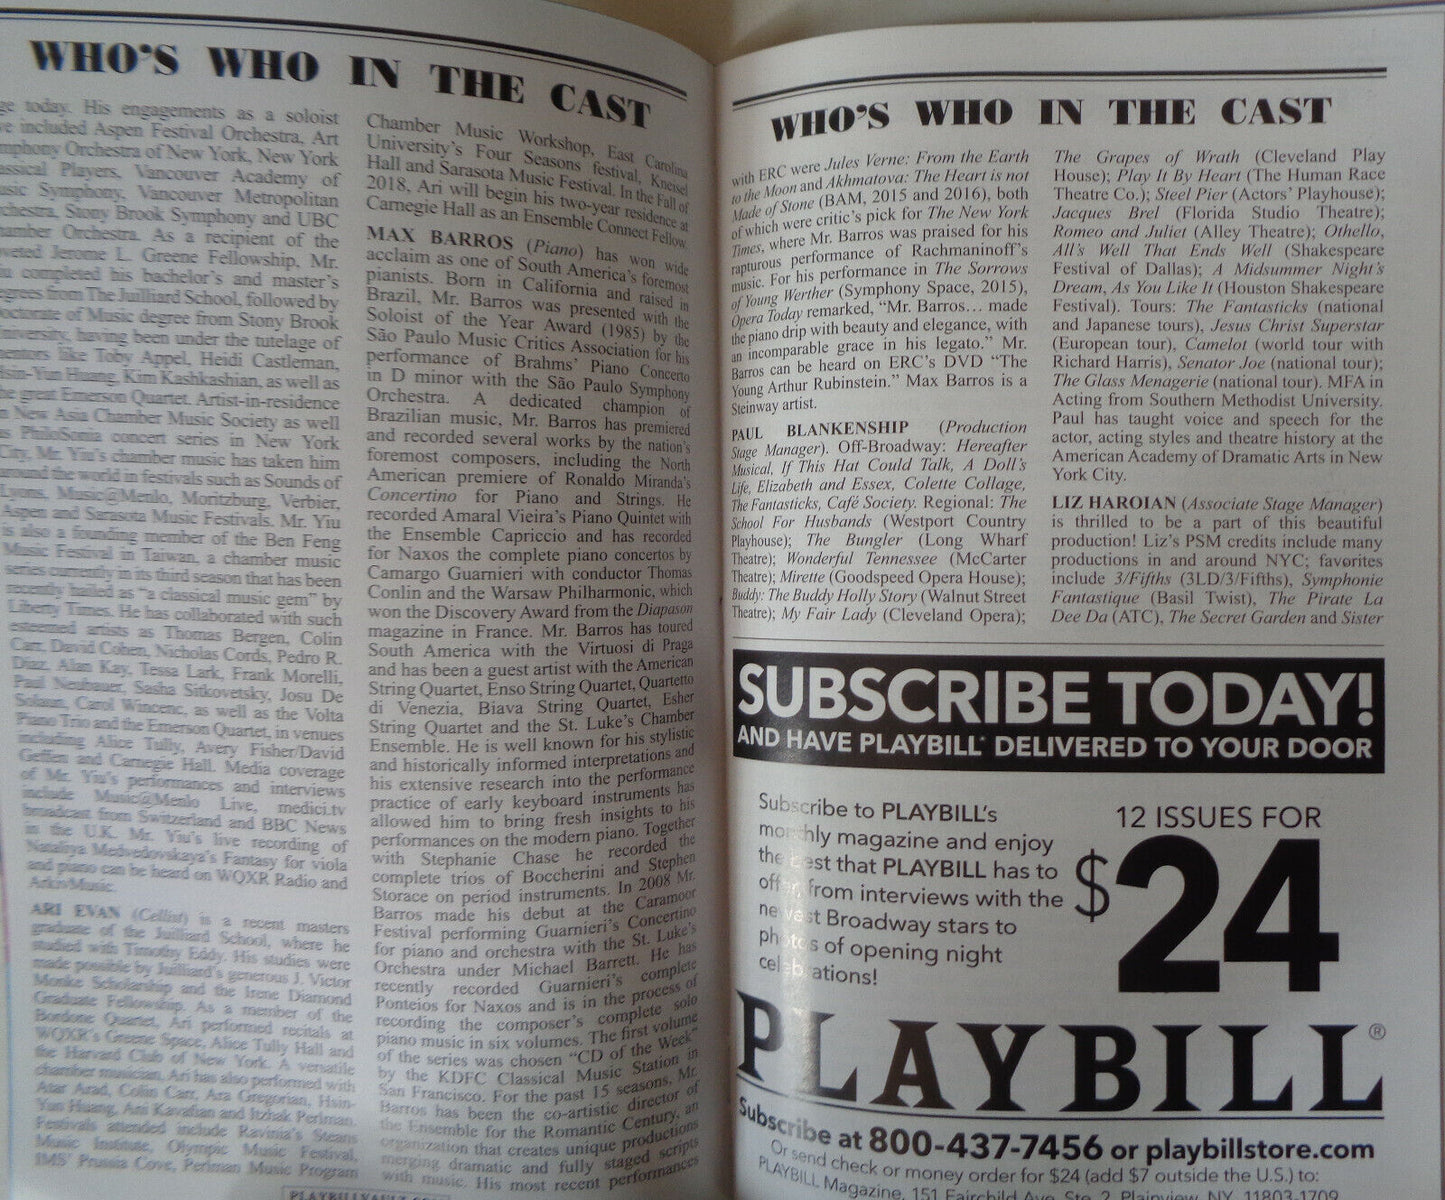 WHO'S WHO IN THE CAST
ge today. His engagements as a soloist
ve included Aspen Festival Orchestra, Art
mphony Orchestra of New York, New York
assical Players, Vancouver Academy of
usic Symphony, Vancouver Metropolitan
rchestra, Stony Brook Symphony and UBC
hamber Orchestra. As a recipient of the
oveted Jerome L. Greene Fellowship, Mr.
iu completed his bachelor's and master's
egrees from The Juilliard School, followed by
octorate of Music degree from Stony Brook
niversity, having been under the tutelage of
mentors like Toby Appel, Heidi Castleman,
Hsin-Yun Huang, Kim Kashkashian, as well as
the great Emerson Quartet. Artist-in-residence
in New Asia Chamber Music Society as well
as PhiloSonia concert series in New York
City. Mr. Yiu's chamber music has taken him
around the world in festivals such as Sounds of
Lyons, Music@Menlo, Moritzburg, Verbier,
Aspen and Sarasota Music Festivals. Mr. Yiu
is also a founding member of the Ben Feng
Music Festival in Taiwan, a chamber music
series currently in its third season that has been
recently hailed as "a classical music gem" by
Liberty Times. He has collaborated with such
esteemed artists as Thomas Bergen, Colin
Carr, David Cohen, Nicholas Cords, Pedro R.
Diaz, Alan Kay, Tessa Lark, Frank Morelli,
Paul Neubauer, Sasha Sitkovetsky, Josu De
Solaun, Carol Wincenc, as well as the Volta
Piano Trio and the Emerson Quartet, in venues
including Alice Tully, Avery Fisher/David
Geffen and Carnegie Hall. Media coverage
of Mr. Yiu's performances and interviews
include Music@Menlo Live, medici.tv
broadcast from Switzerland and BBC News
in the U.K. Mr. Yiu's live recording of
Nataliya Medvedovskaya's Fantasy for viola
and piano can be heard on WQXR Radio and
ArkivMusic.
ARI EVAN (Cellist) is a recent masters
graduate of the Juilliard School, where he
studied with Timothy Eddy. His studies were
made possible by Juilliard's generous J. Victor
Monke Scholarship and the Irene Diamond
Graduate Fellowship. As a member of the
Bordone Quartet, Ari performed recitals at
WQXR's Greene Space, Alice Tully Hall and
the Harvard Club of New York. A versatile
chamber musician, Ari has also performed with
Atar Arad, Colin Carr, Ara Gregorian, Hsin-
Yun Huang, Ani Kavafian and Itzhak Perlman.
Festivals attended include Ravinia's Steans
Music Institute, Olympic Music Festival,
IMS' Prussia Cove, Perlman Music Program
Chamber Music Workshop, East Carolina
University's Four Seasons festival, Kneisel
Hall and Sarasota Music Festival. In the Fall of
2018, Ari will begin his two-year residence at
Carnegie Hall as an Ensemble Connect Fellow.
MAX BARROS (Piano) has won wide
acclaim as one of South America's foremost
pianists. Born in California and raised in
Brazil, Mr. Barros was presented with the
Soloist of the Year Award (1985) by the
São Paulo Music Critics Association for his
performance of Brahms' Piano Concerto
in D minor with the São Paulo Symphony
Orchestra. A dedicated champion of
Brazilian music, Mr. Barros has premiered
and recorded several works by the nation's
foremost composers, including the North
American premiere of Ronaldo Miranda's
Concertino for Piano and Strings. He
recorded Amaral Vieira's Piano Quintet with
the Ensemble Capriccio and has recorded
for Naxos the complete piano concertos by
Camargo Guarnieri with conductor Thomas
Conlin and the Warsaw Philharmonic, which
won the Discovery Award from the Diapason
magazine in France. Mr. Barros has toured
South America with the Virtuosi di Praga
and has been a guest artist with the American
String Quartet, Enso String Quartet, Quartetto
di Venezia, Biava String Quartet, Esher
String Quartet and the St. Luke's Chamber
Ensemble. He is well known for his stylistic
and historically informed interpretations and
his extensive research into the performance
practice of early keyboard instruments has
allowed him to bring fresh insights to his
performances on the modern piano. Together
with Stephanie Chase he recorded the
complete trios of Boccherini and Stephen
Storace on period instruments. In 2008 Mr.
Barros made his debut at the Caramoor
Festival performing Guarnieri's Concertino
for piano and orchestra with the St. Luke's
Orchestra under Michael Barrett. He has
recently recorded Guarnieri's complete
Ponteios for Naxos and is in the process of
recording the composer's complete solo
piano music in six volumes. The first volume
of the series was chosen "CD of the Week"
by the KDFC Classical Music Station in
San Francisco. For the past 15 seasons, Mr.
Barros has been the co-artistic director of
the Ensemble for the Romantic Century, an
organization that creates unique productions
merging dramatic and fully staged scripts
with music. His most recent performances
WHO'S WHO IN THE CAST
with ERC were Jules Verne: From the Earth
to the Moon and Akhmatova: The Heart is not
Made of Stone (BAM, 2015 and 2016), both
of which were critic's pick for The New York
Times, where Mr. Barros was praised for his
rapturous performance of Rachmaninoff's
music. For his performance in The Sorrows
of Young Werther (Symphony Space, 2015),
Opera Today remarked, "Mr. Barros... made
the piano drip with beauty and elegance, with
an incomparable grace in his legato." Mr.
Barros can be heard on ERC's DVD "The
Young Arthur Rubinstein." Max Barros is a
Steinway artist.
PAUL BLANKENSHIP (Production
Stage Manager). Off-Broadway: Hereafter
Musical, If This Hat Could Talk, A Doll's
Life, Elizabeth and Essex, Colette Collage,
The Fantasticks, Café Society. Regional: The
School For Husbands (Westport Country
Playhouse); The Bungler (Long Wharf
Theatre); Wonderful Tennessee (McCarter
Theatre); Mirette (Goodspeed Opera House);
Buddy: The Buddy Holly Story (Walnut Street
Theatre); My Fair Lady (Cleveland Opera);
The Grapes of Wrath (Cleveland Play
House); Play It By Heart (The Human Race
Theatre Co.); Steel Pier (Actors' Playhouse);
Jacques Brel (Florida Studio Theatre);
Romeo and Juliet (Alley Theatre); Othello,
All's Well That Ends Well (Shakespeare
Festival of Dallas); A Midsummer Night's
Dream, As You Like It (Houston Shakespeare
Festival). Tours: The Fantasticks (national
and Japanese tours), Jesus Christ Superstar
(European tour), Camelot (world tour with
Richard Harris), Senator Joe (national tour);
The Glass Menagerie (national tour). MFA in
Acting from Southern Methodist University.
Paul has taught voice and speech for the
actor, acting styles and theatre history at the
American Academy of Dramatic Arts in New
York City.
LIZ HAROIAN (Associate Stage Manager)
is thrilled to be a part of this beautiful
production! Liz's PSM credits include many
productions in and around NYC; favorites
include 3/Fifths (3LD/3/Fifths), Symphonie
Fantastique (Basil Twist), The Pirate La
Dee Da (ATC), The Secret Garden and Sister
SUBSCRIBE TODAY!
AND HAVE PLAYBILL® DELIVERED TO YOUR DOOR
Subscribe to PLAYBILL's
monthly magazine and enjoy
the best that PLAYBILL has to
offer, from interviews with the
newest Broadway stars to
photos of opening night
celebrations!
12 ISSUES FOR
$24
PLAYBILL®
Subscribe at 800-437-7456 or playbillstore.com
Or send check or money order for $24 (add $7 outside the U.S.) to:
PLAYBILL Magazine, 151 Fairchild Ave, Ste. 2, Plainview, NY, 11803-1709